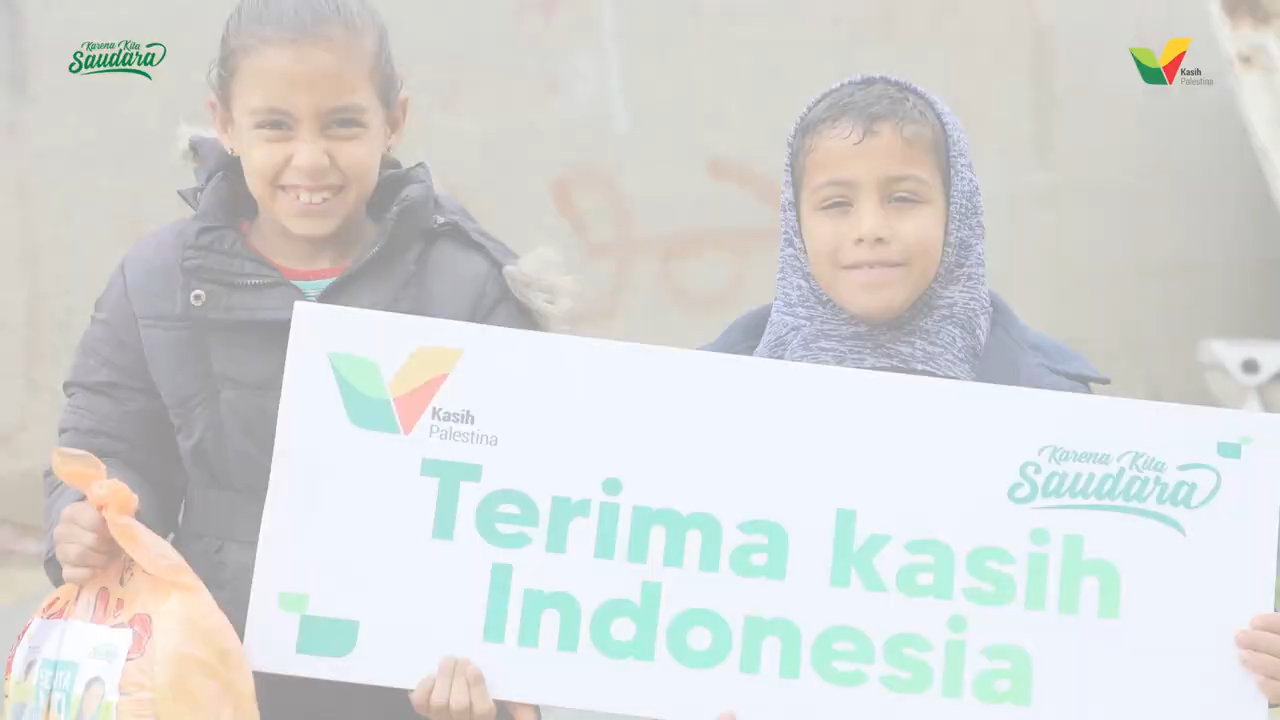 Karena Kita
Saudara
Kasih
Palestina
Kasih
Palestina
Karena Kita
Saudara
Terima kasih
Indonesia